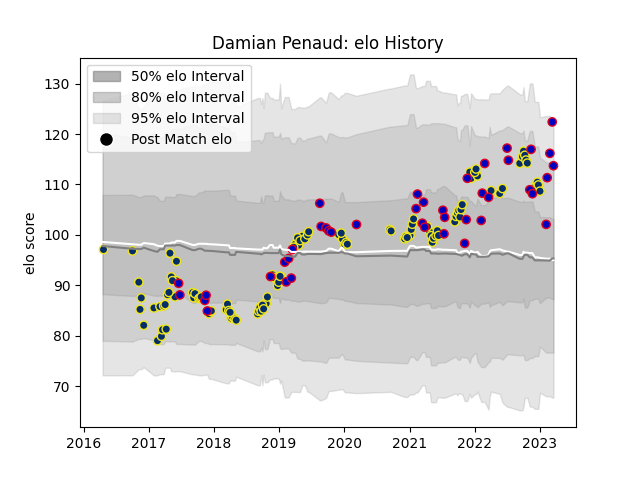 Damian Penaud: elo History
50% elo Interval
80% elo Interval
95% elo Interval
Post Match elo
elo score
130
120
110
100
90
80
70
2016 2017 2018 2019 2020 2021 2022 2023